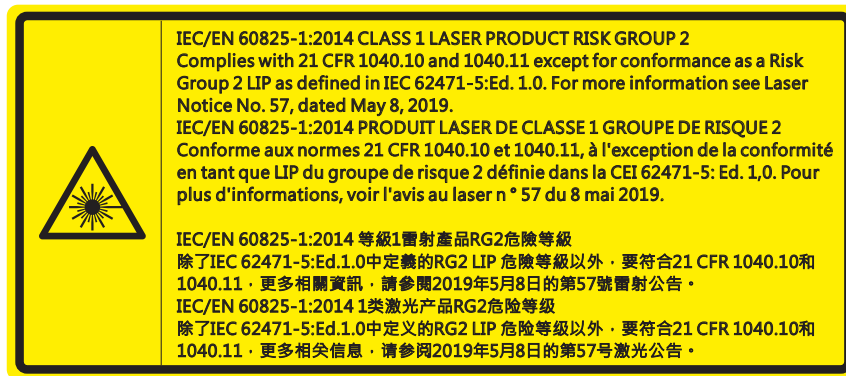 IEC/EN 60825-1:2014 CLASS 1 LASER PRODUCT RISK GROUP 2
Complies with 21 CFR 1040.10 and 1040.11 except for conformance as a Risk
Group 2 LIP as defined in IEC 62471-5:Ed. 1.0. For more information see Laser
Notice No. 57, dated May 8, 2019.
IEC/EN 60825-1:2014 PRODUIT LASER DE CLASSE 1 GROUPE DE RISQUE 2
Conforme aux normes 21 CFR 1040.10 et 1040.11, à l'exception de la conformité
en tant que LIP du groupe de risque 2 définie dans la CEI 62471-5: Ed. 1,0. Pour
plus d'informations, voir l'avis au laser n ° 57 du 8 mai 2019.
IEC/EN 60825-1:2014 等級1雷射產品RG2危險等級
除了IEC 62471-5:Ed.1.0中定義的RG2 LIP 危險等級以外，要符合21 CFR 1040.10和
1040.11，更多相關資訊，請參閱2019年5月8日的第57號雷射公告。
IEC/EN 60825-1:2014 1类激光产品RG2危险等级
除了IEC 62471-5:Ed.1.0中定义的RG2 LIP 危险等级以外，要符合21 CFR 1040.10和
1040.11，更多相关信息，请参阅2019年5月8日的第57号激光公告。